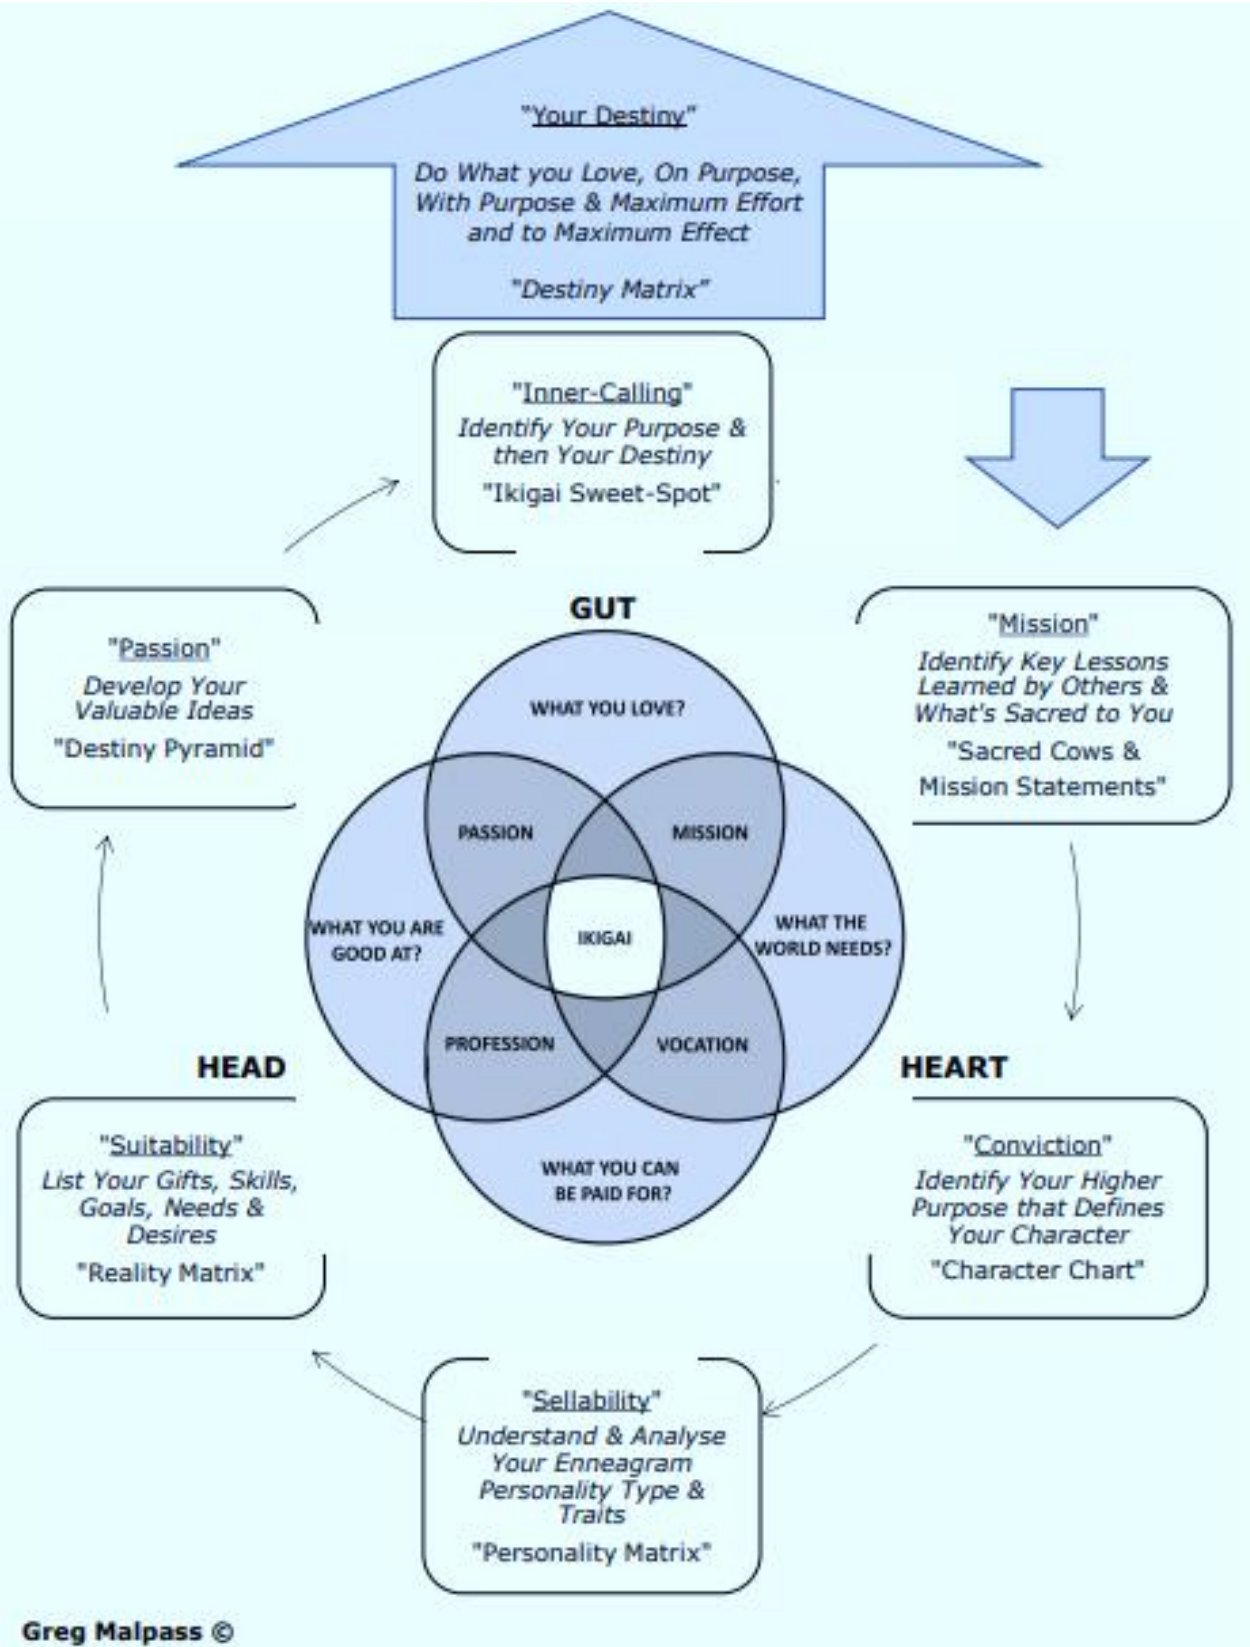 "Your Destiny"
Do What you Love, On Purpose,
With Purpose & Maximum Effort
and to Maximum Effect
"Destiny Matrix"
"Inner-Calling"
Identify Your Purpose &
then Your Destiny
"Ikigai Sweet-Spot"
"Mission"
Identify Key Lessons
Learned by Others &
What's Sacred to You
"Sacred Cows &
Mission Statements"
"Conviction"
Identify Your Higher
Purpose that Defines
Your Character
"Character Chart"
"Sellability"
Understand & Analyse
Your Enneagram
Personality Type &
Traits
"Personality Matrix"
"Suitability"
List Your Gifts, Skills,
Goals, Needs &
Desires
"Reality Matrix"
"Passion"
Develop Your
Valuable Ideas
"Destiny Pyramid"
GUT
HEAD
HEART
WHAT YOU LOVE?
PASSION
MISSION
WHAT YOU ARE
GOOD AT?
IKIGAI
WHAT THE
WORLD NEEDS?
PROFESSION
VOCATION
WHAT YOU CAN
BE PAID FOR?
Greg Malpass ©